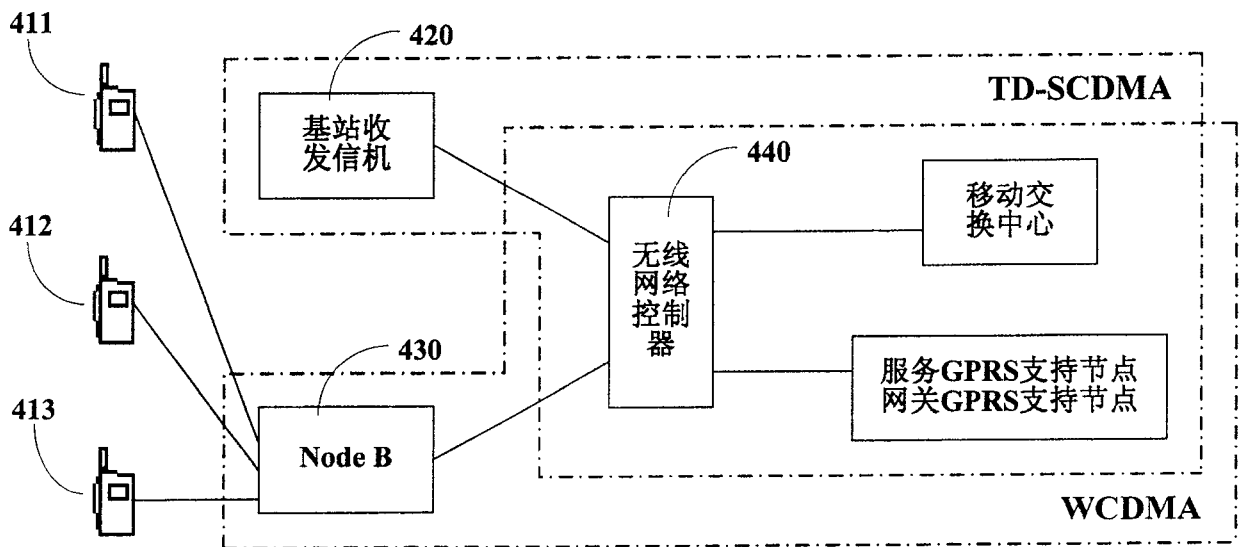 411
420
TD-SCDMA
基站收
发信机
440
移动交
换中心
412
无线
网络
控制
器
430
服务GPRS支持节点
网关GPRS支持节点
413
Node B
WCDMA